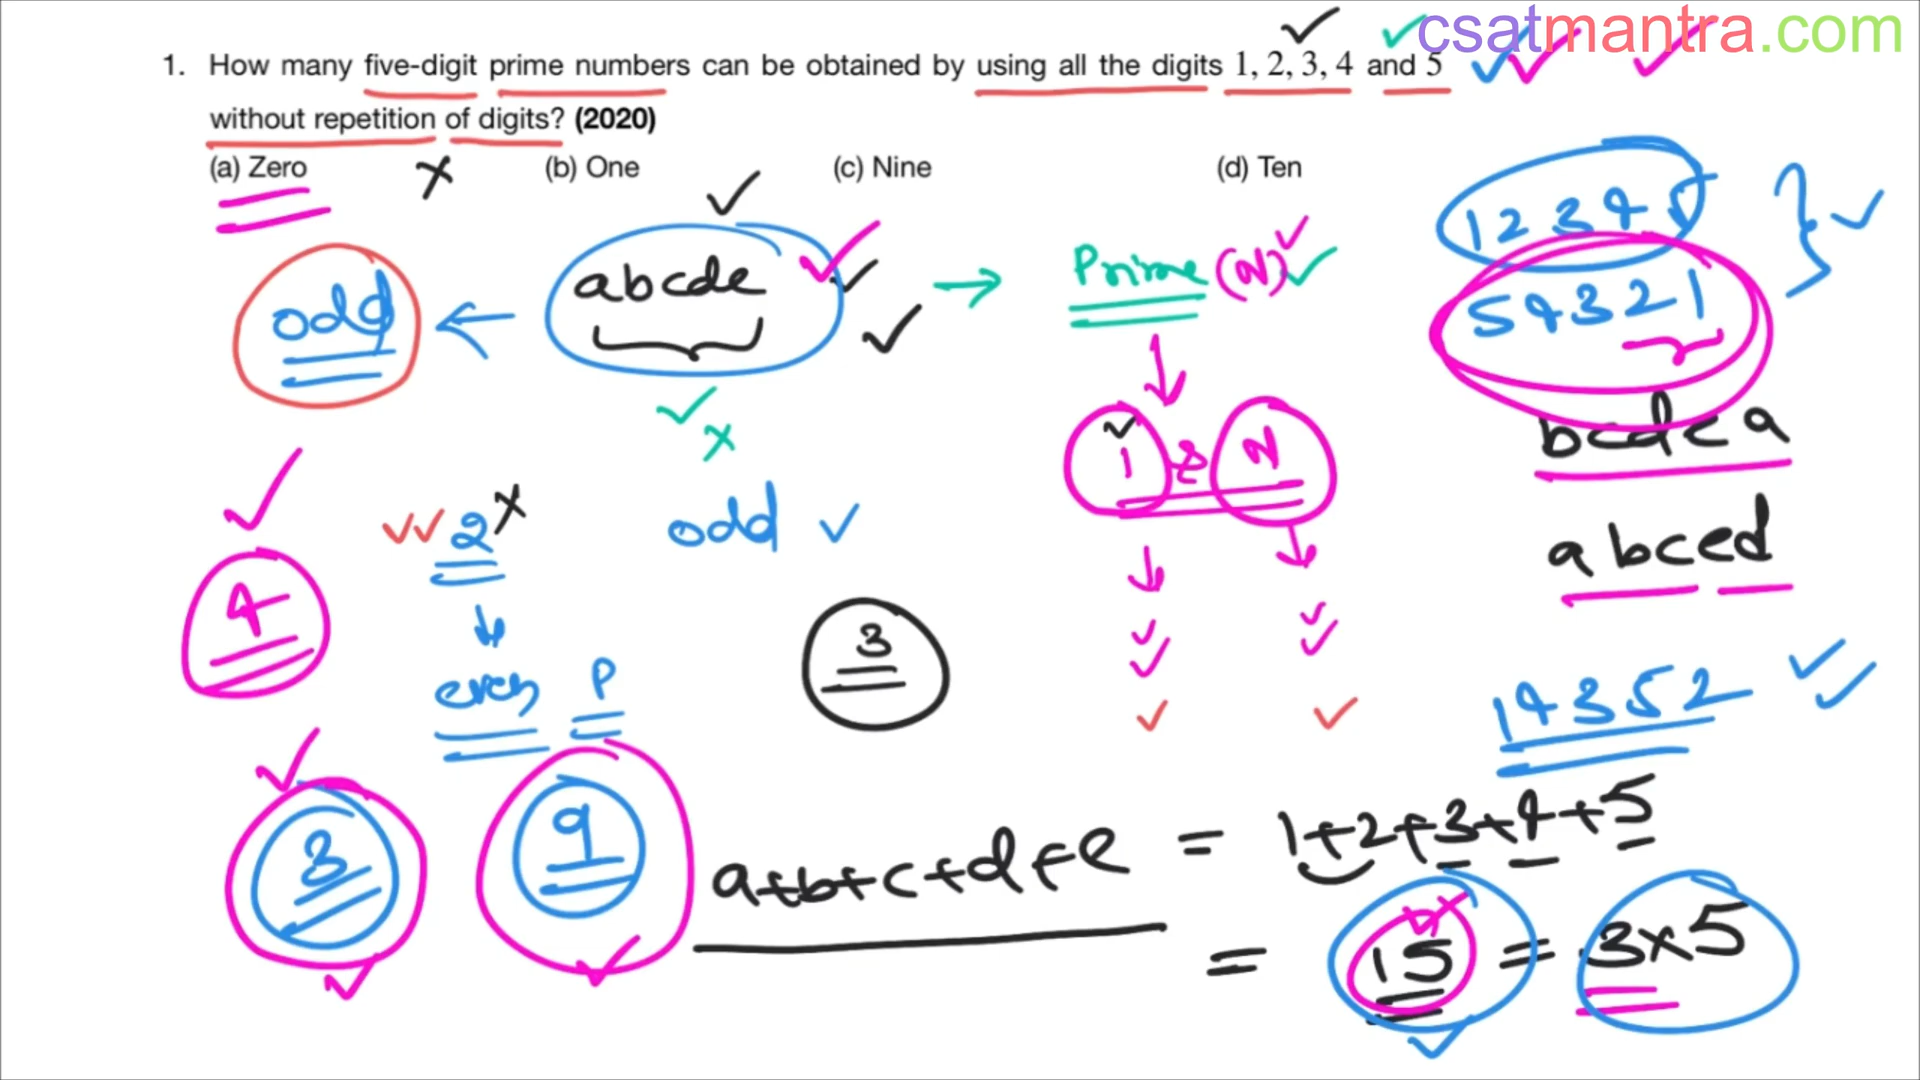 csatmantra.com
1. How many five-digit prime numbers can be obtained by using all the digits 1, 2, 3, 4 and 5
without repetition of digits? (2020)
(a) Zero (b) One (c) Nine (d) Ten
12345
odd abcde Prime (N)
54321
1 & N
bcdea
odd
2
abced
4
3
even P
14352
3 9
a+b+c+d+e = 1+2+3+4+5
= 15 = 3x5